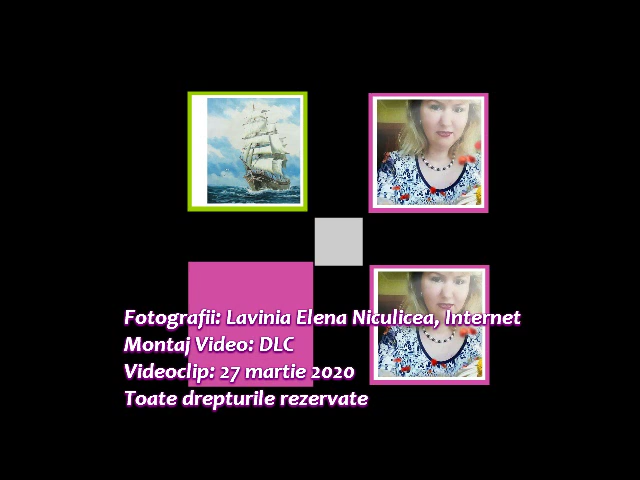 Fotografii: Lavinia Elena Niculicea, Internet
Montaj Video: DLC
Videoclip: 27 martie 2020
Toate drepturile rezervate